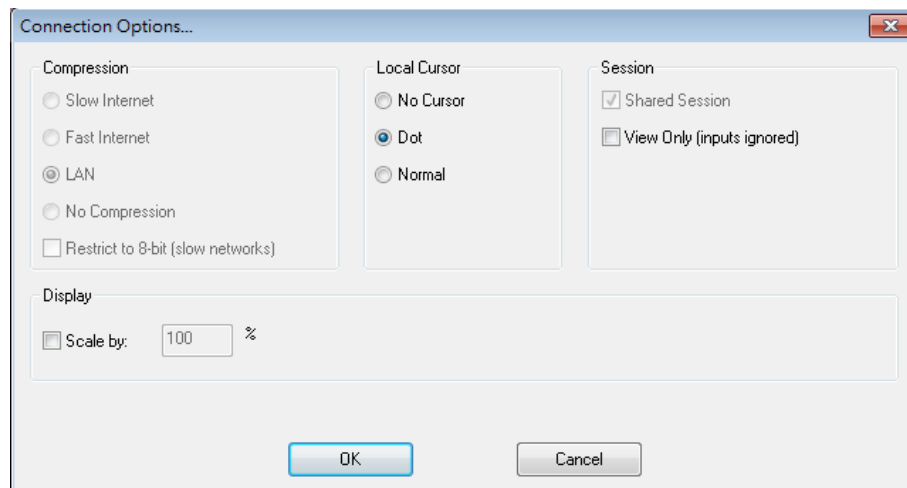 Connection Options...
Compression
Slow Internet
Fast Internet
LAN
No Compression
Restrict to 8-bit (slow networks)
Local Cursor
No Cursor
Dot
Normal
Session
Shared Session
View Only (inputs ignored)
Display
Scale by: 100 %
OK
Cancel